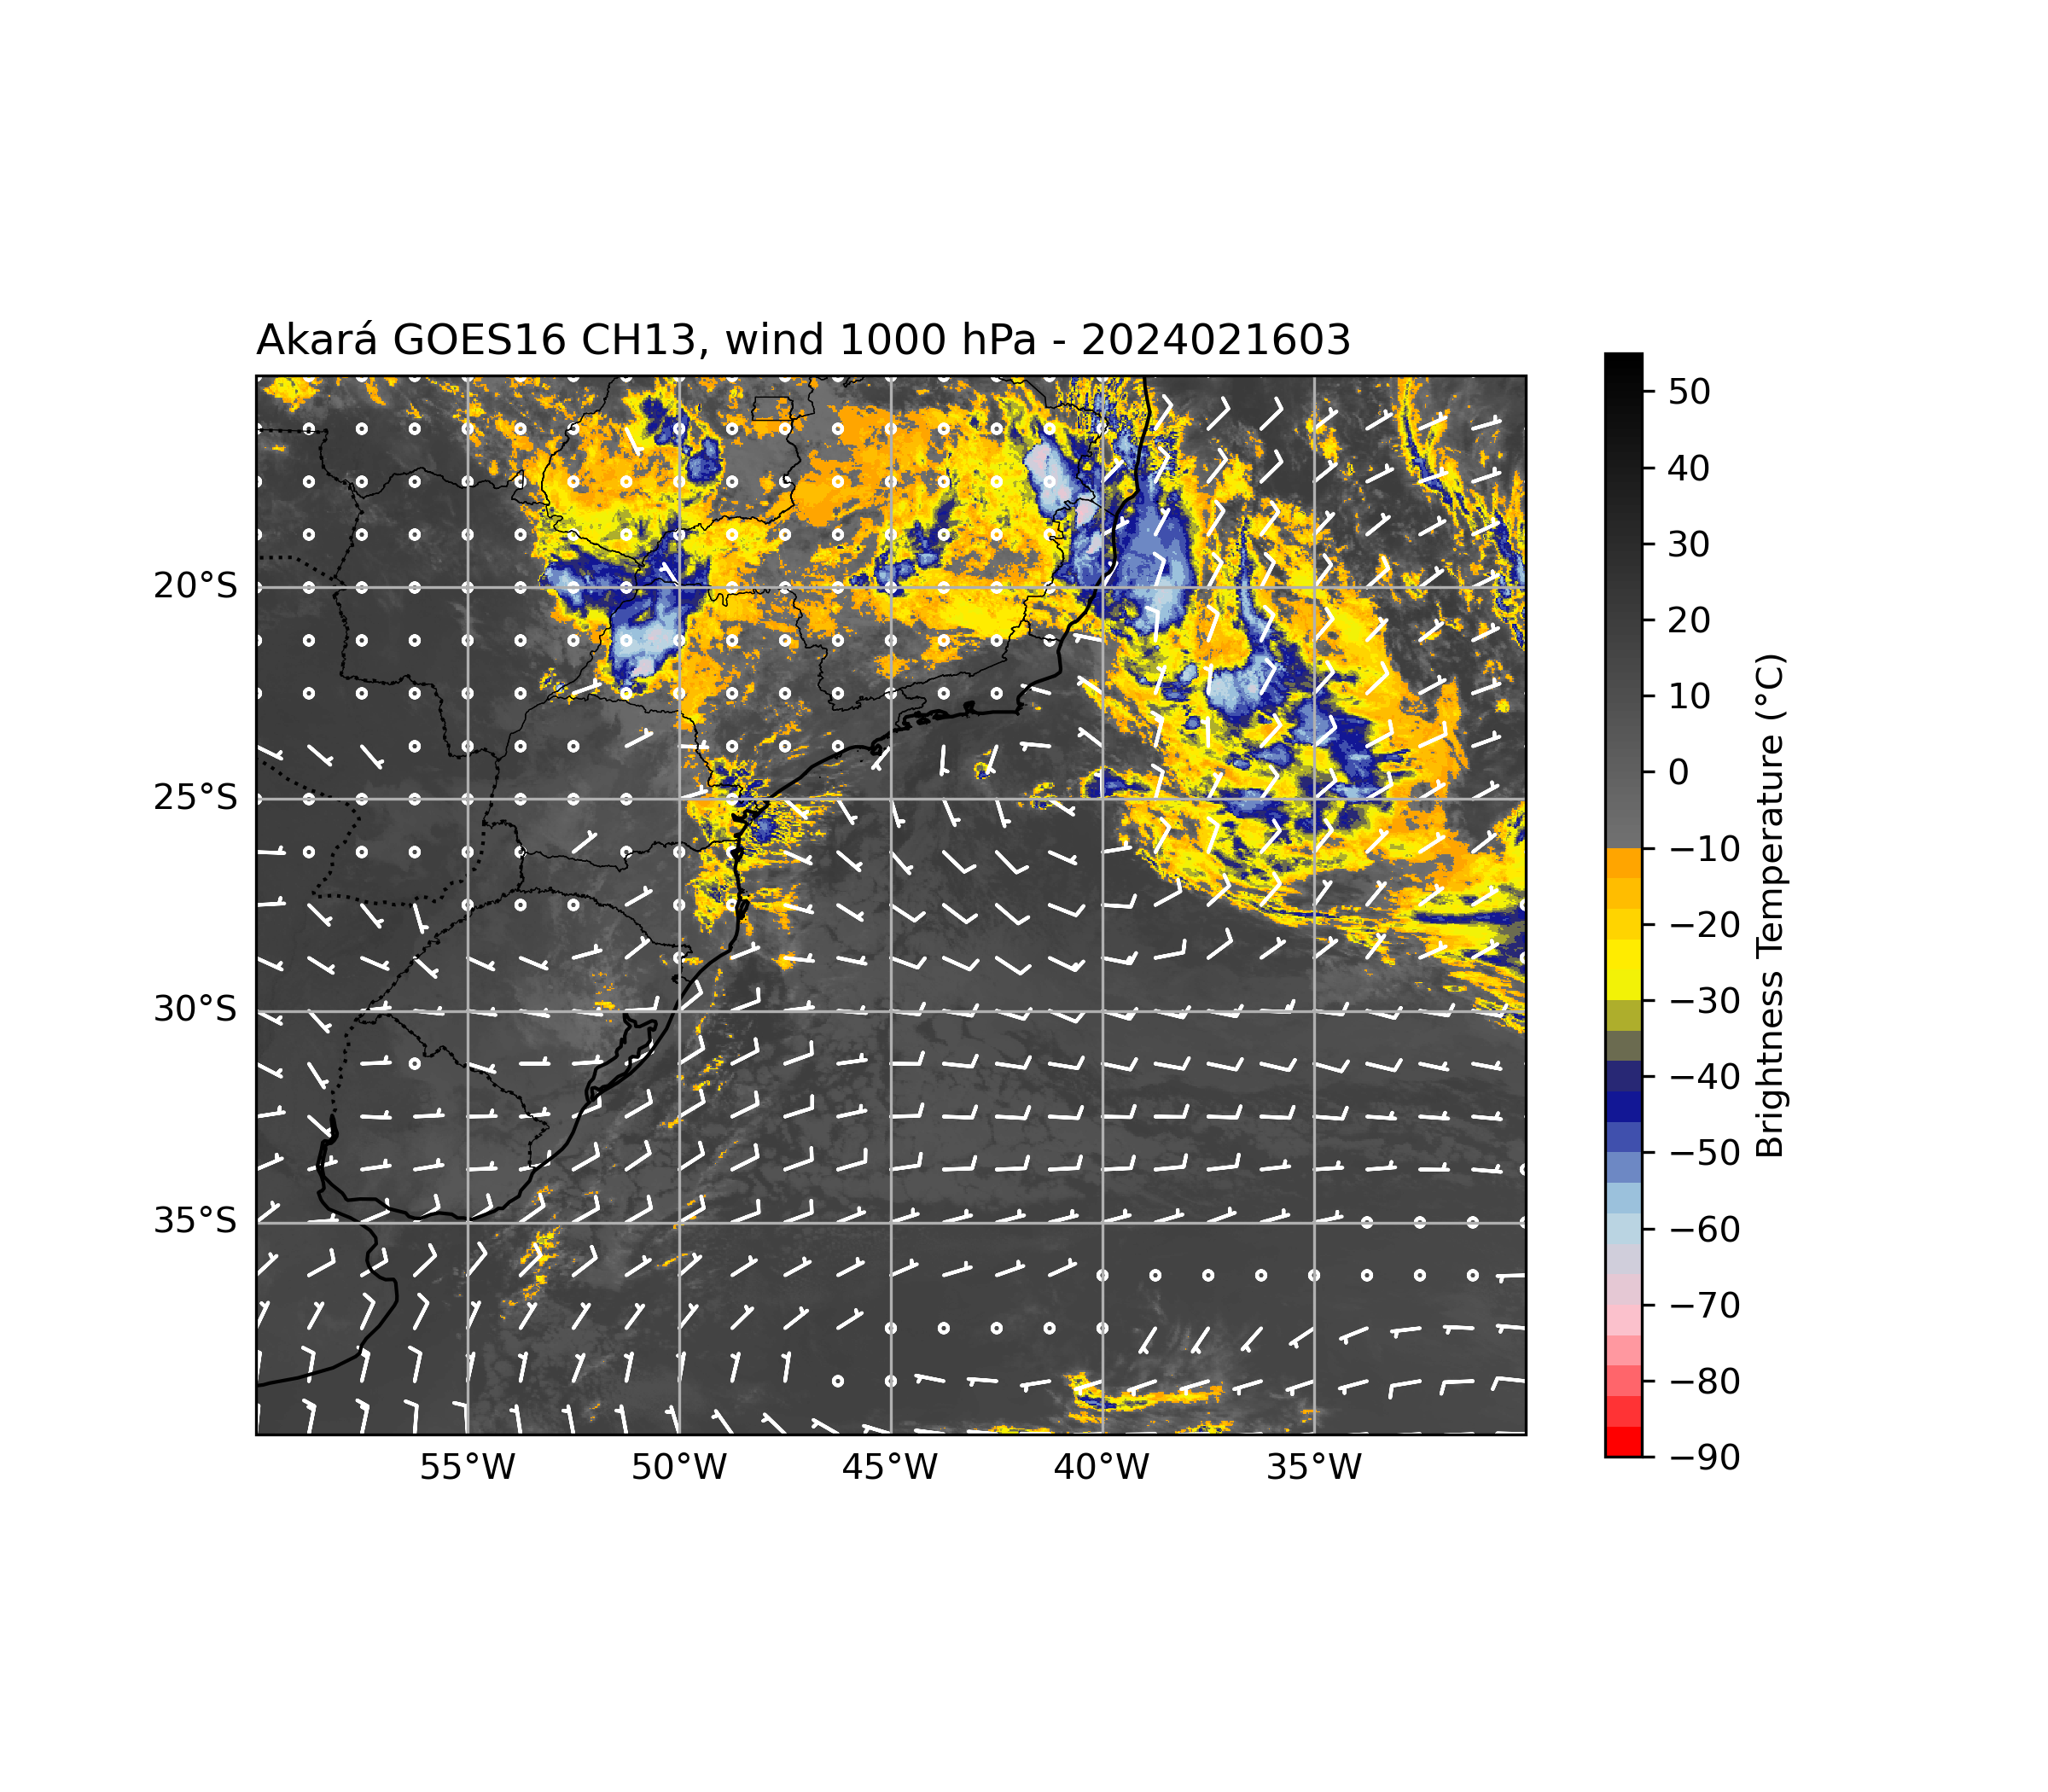 Akará GOES16 CH13, wind 1000 hPa - 2024021603
20°S
25°S
30°S
35°S
55°W
50°W
45°W
40°W
35°W
50
40
30
20
10
0
−10
−20
−30
−40
−50
−60
−70
−80
−90
Brightness Temperature (°C)